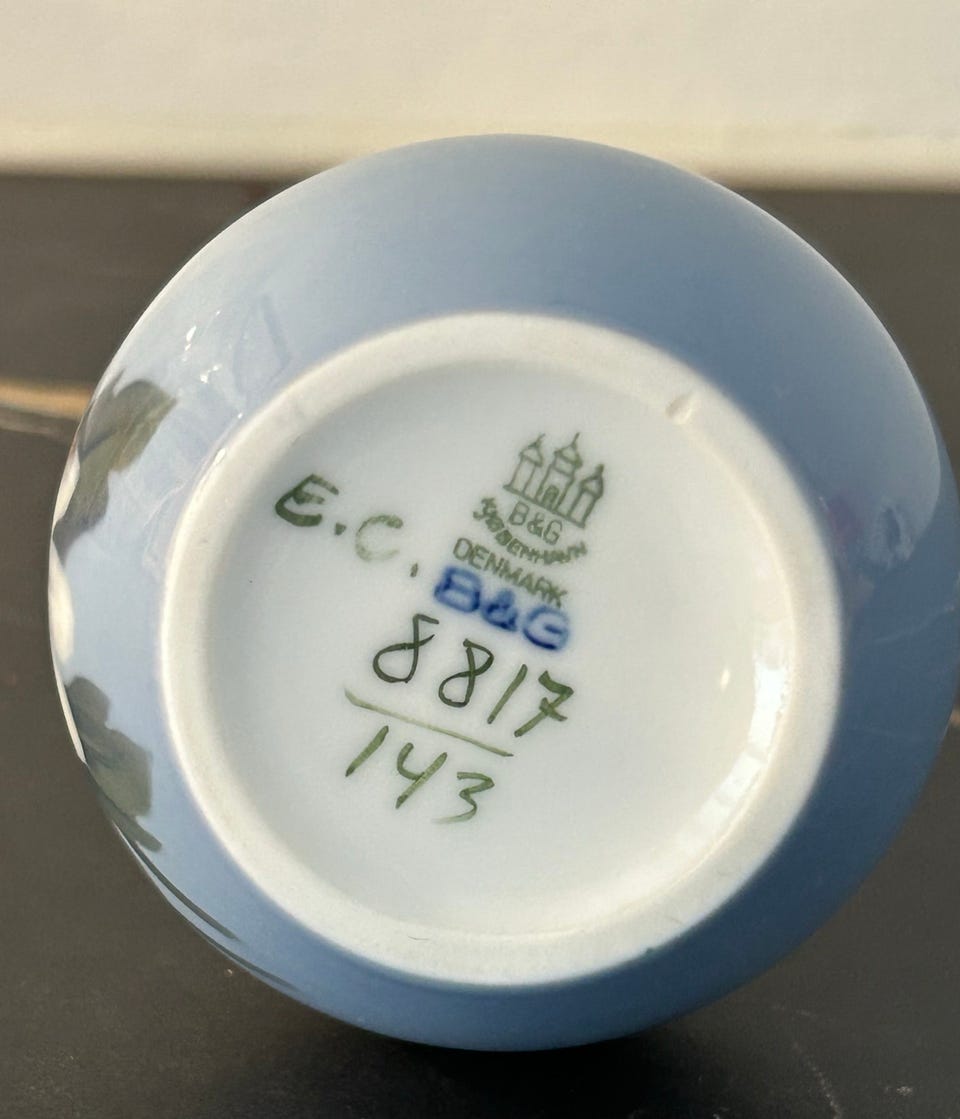 B&G
KJØBENHAVN
DENMARK
B&G
E.C.
8817
143